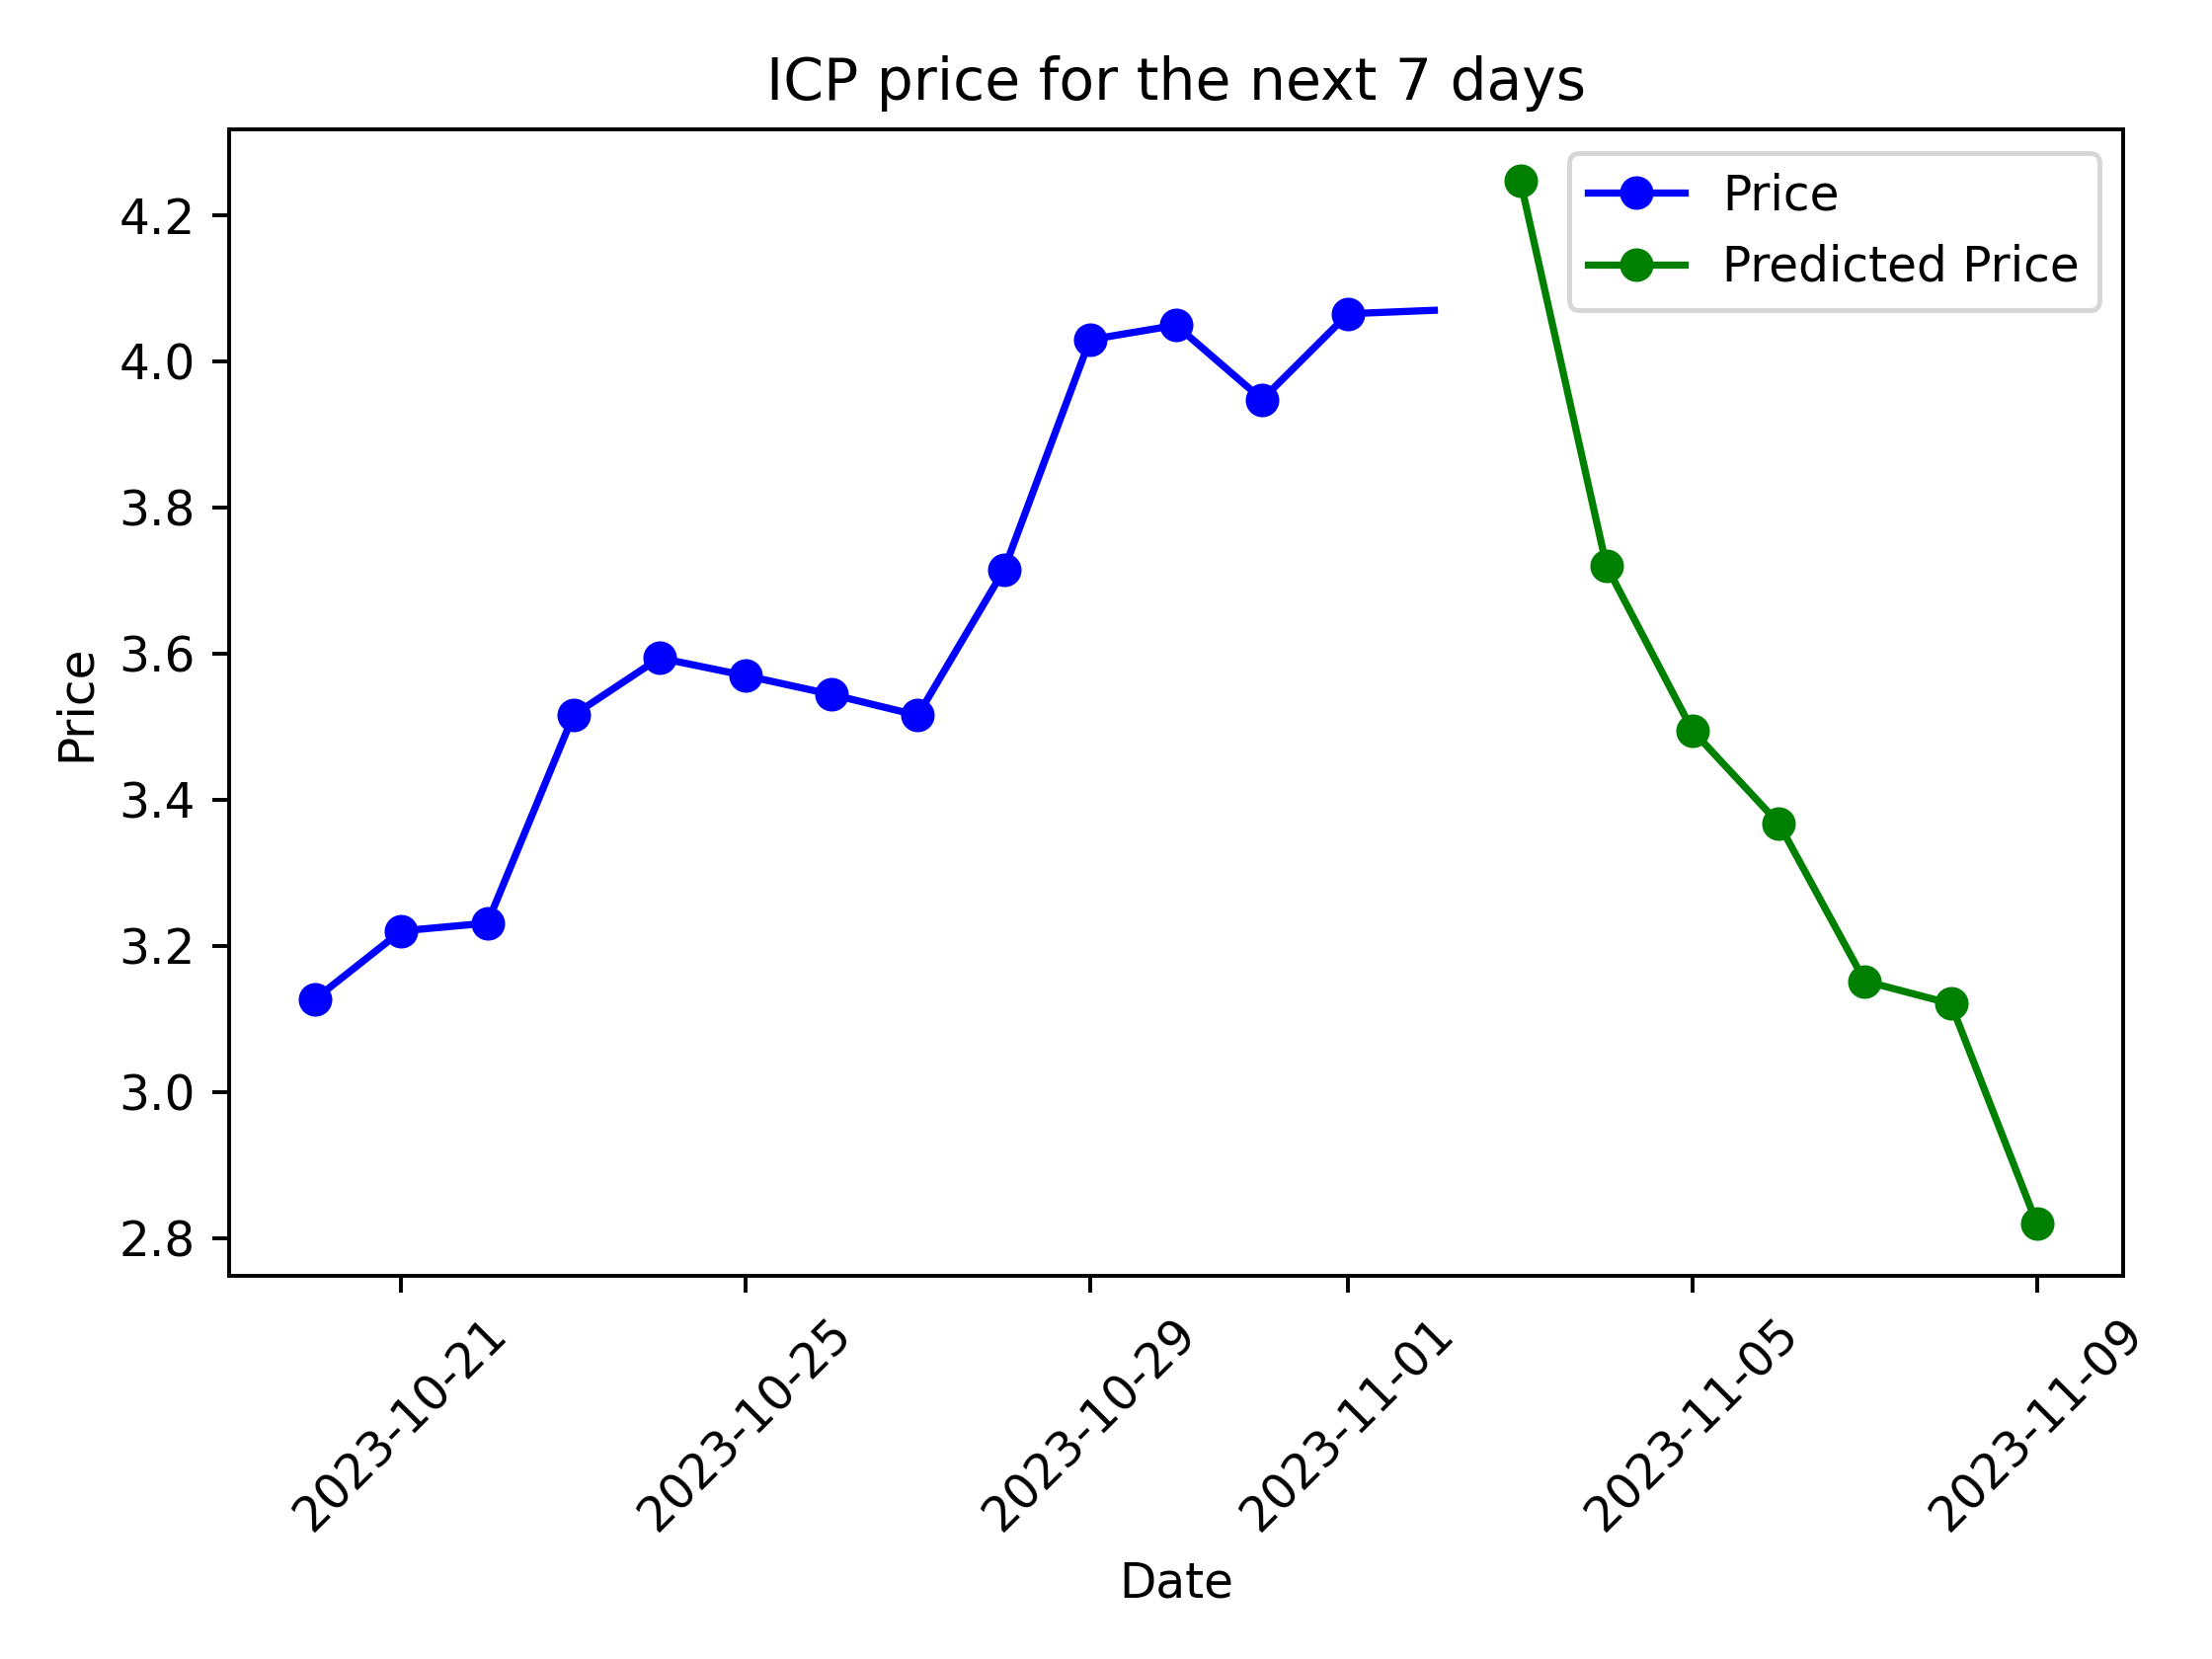 ICP price for the next 7 days
Price
Predicted Price
4.2
4.0
3.8
3.6
3.4
3.2
3.0
2.8
Price
2023-10-21
2023-10-25
2023-10-29
2023-11-01
2023-11-05
2023-11-09
Date